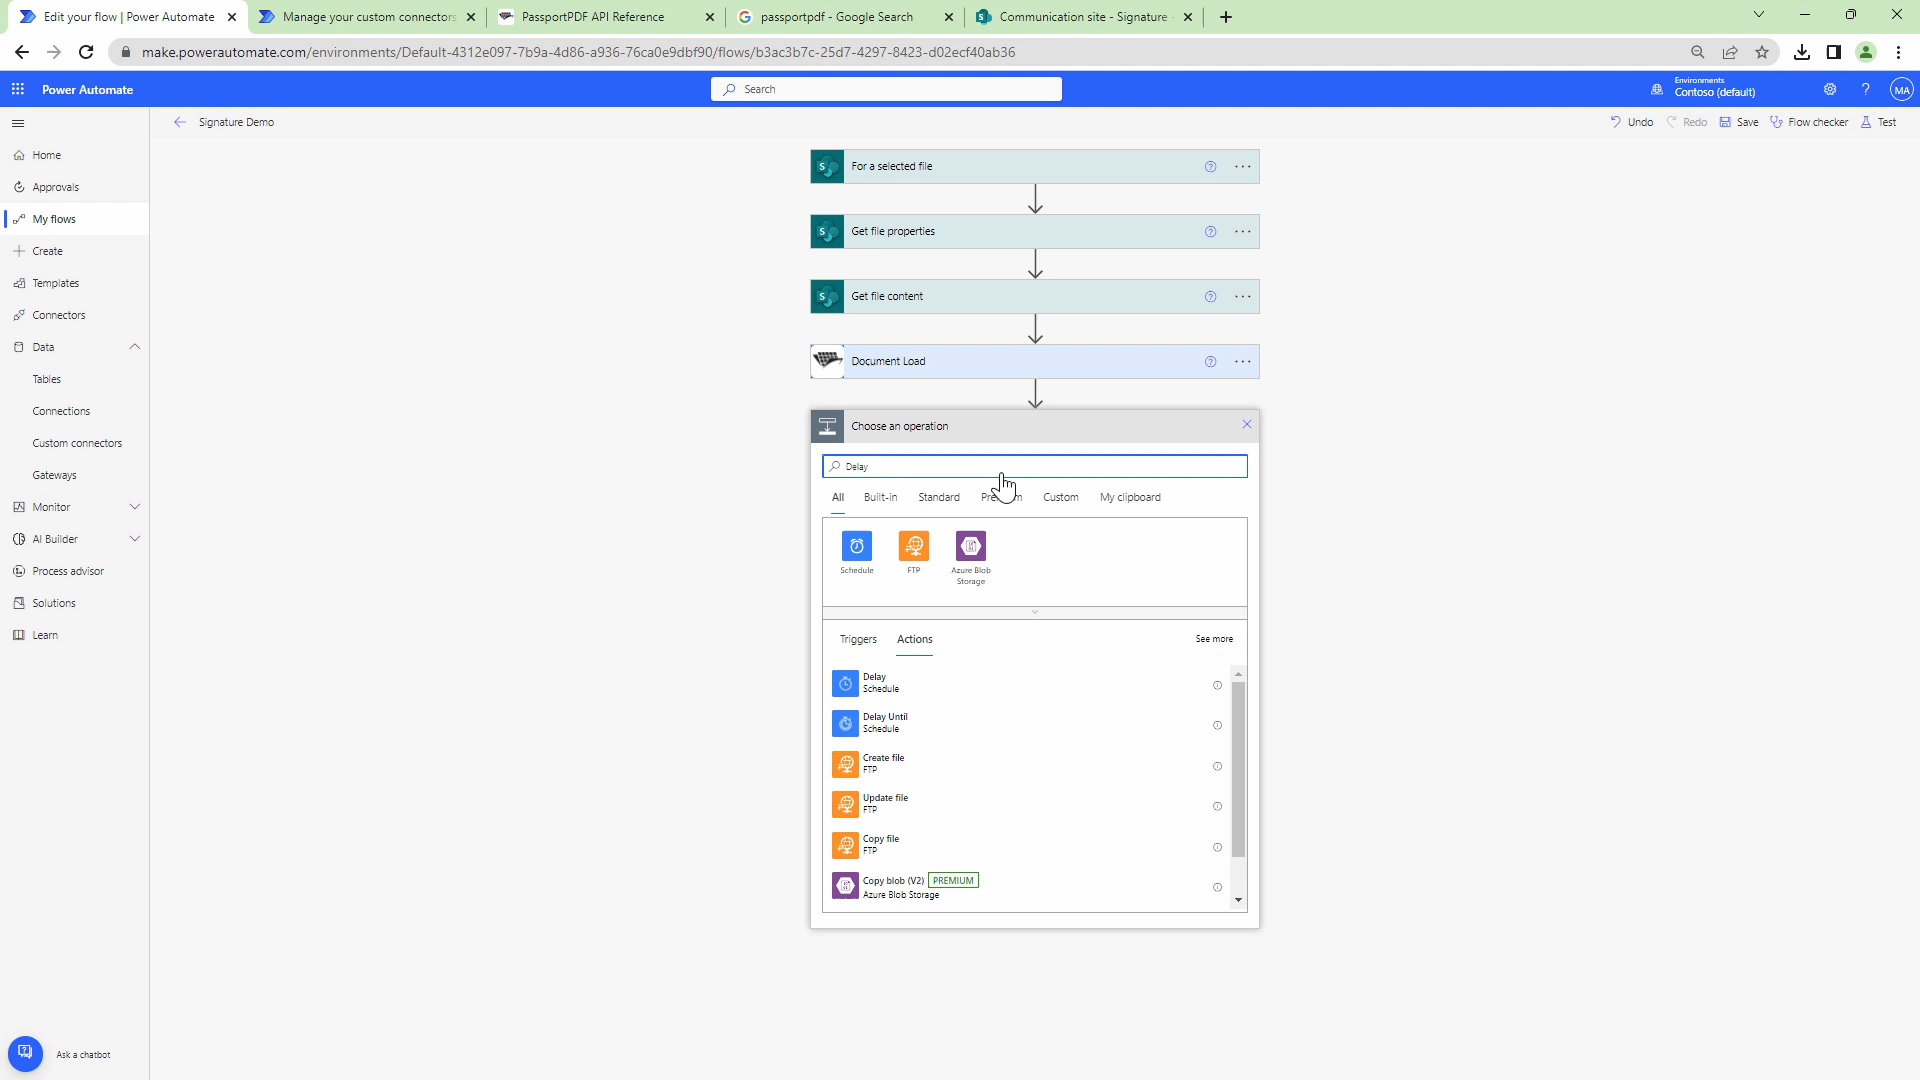 Edit your flow | Power Automate
Manage your custom connectors
PassportPDF API Reference
passportpdf - Google Search
Communication site - Signature
make.powerautomate.com/environments/Default-4312e097-7b9a-4d86-a936-76ca0e9dbf90/flows/b3ac3b7c-25d7-4297-8423-d02ecf40ab36
Power Automate
Search
Environments
Contoso (default)
MA
Signature Demo
Undo
Redo
Save
Flow checker
Test
Home
Approvals
My flows
Create
Templates
Connectors
Data
Tables
Connections
Custom connectors
Gateways
Monitor
AI Builder
Process advisor
Solutions
Learn
Ask a chatbot
For a selected file
Get file properties
Get file content
Document Load
Choose an operation
Delay
All
Built-in
Standard
Custom
My clipboard
Schedule
FTP
Azure Blob
Storage
Triggers
Actions
See more
Delay
Schedule
Delay Until
Schedule
Create file
FTP
Update file
FTP
Copy file
FTP
Copy blob (V2) PREMIUM
Azure Blob Storage